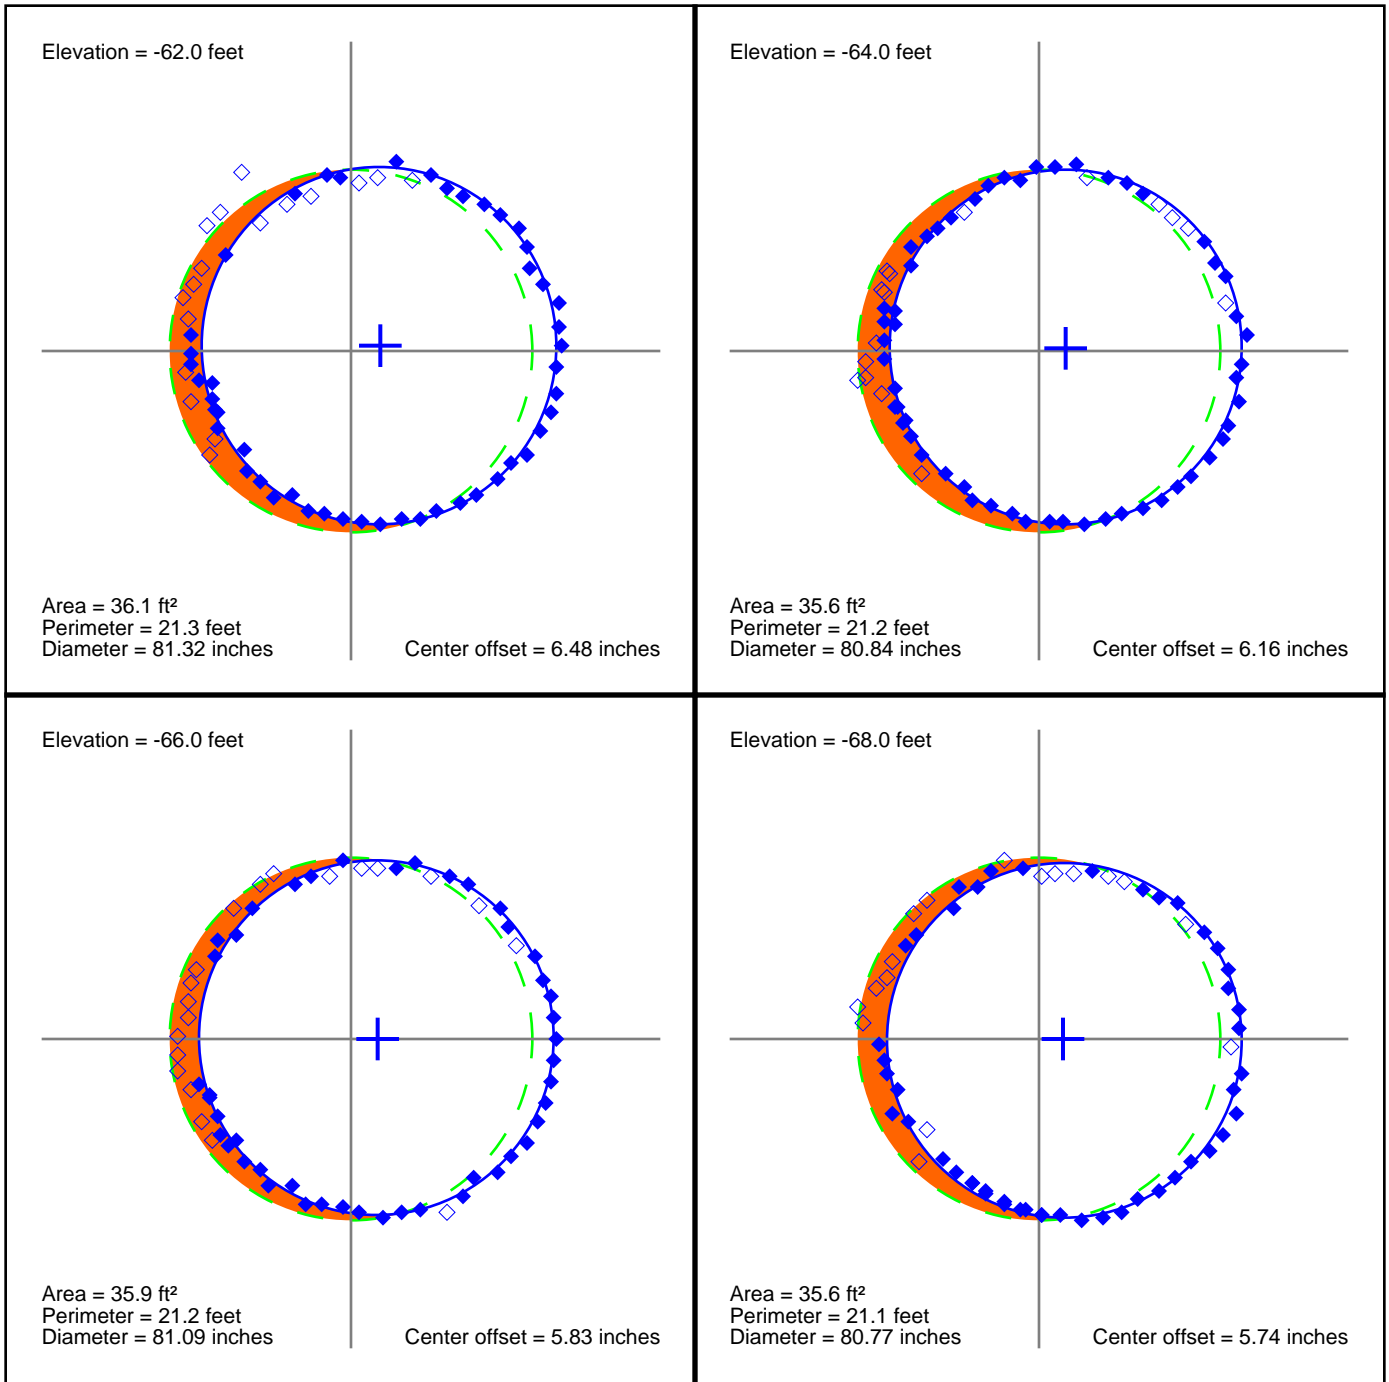 Elevation = -62.0 feet
Area = 36.1 ft²
Perimeter = 21.3 feet
Diameter = 81.32 inches
Center offset = 6.48 inches
Elevation = -64.0 feet
Area = 35.6 ft²
Perimeter = 21.2 feet
Diameter = 80.84 inches
Center offset = 6.16 inches
Elevation = -66.0 feet
Area = 35.9 ft²
Perimeter = 21.2 feet
Diameter = 81.09 inches
Center offset = 5.83 inches
Elevation = -68.0 feet
Area = 35.6 ft²
Perimeter = 21.1 feet
Diameter = 80.77 inches
Center offset = 5.74 inches